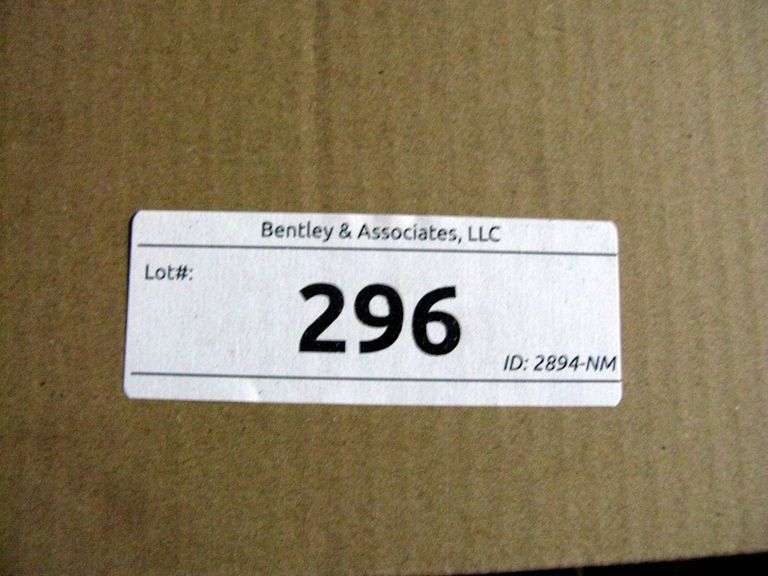 Bentley & Associates, LLC
Lot#:
296
ID: 2894-NM